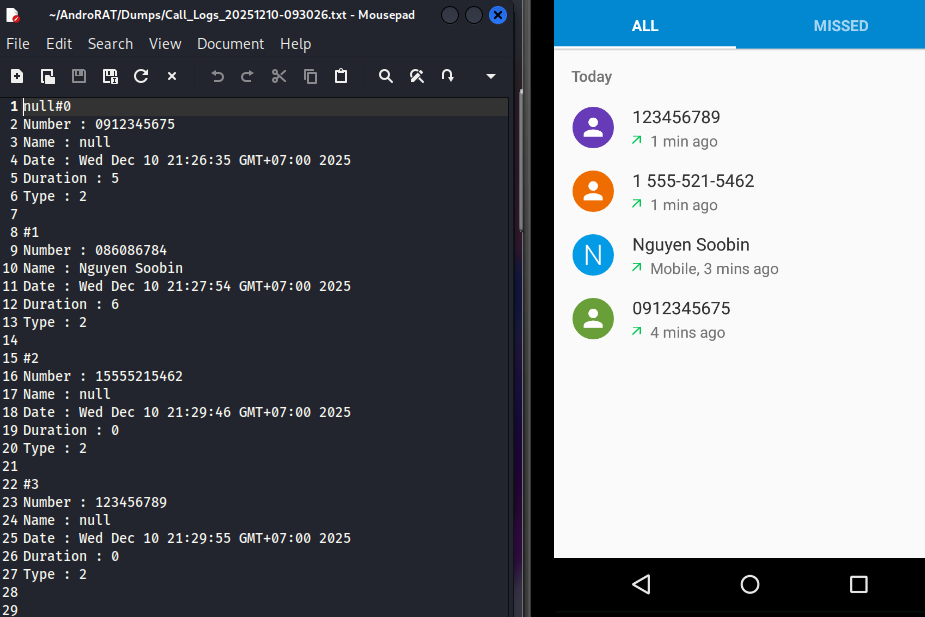 ~/AndroRAT/Dumps/Call_Logs_20251210-093026.txt - Mousepad
File Edit Search View Document Help
1 null#0
2 Number : 0912345675
3 Name : null
4 Date : Wed Dec 10 21:26:35 GMT+07:00 2025
5 Duration : 5
6 Type : 2
7
8 #1
9 Number : 086086784
10 Name : Nguyen Soobin
11 Date : Wed Dec 10 21:27:54 GMT+07:00 2025
12 Duration : 6
13 Type : 2
14
15 #2
16 Number : 15555215462
17 Name : null
18 Date : Wed Dec 10 21:29:46 GMT+07:00 2025
19 Duration : 0
20 Type : 2
21
22 #3
23 Number : 123456789
24 Name : null
25 Date : Wed Dec 10 21:29:55 GMT+07:00 2025
26 Duration : 0
27 Type : 2
28
29
ALL MISSED
Today
123456789
1 min ago
1 555-521-5462
1 min ago
N
Nguyen Soobin
Mobile, 3 mins ago
0912345675
4 mins ago